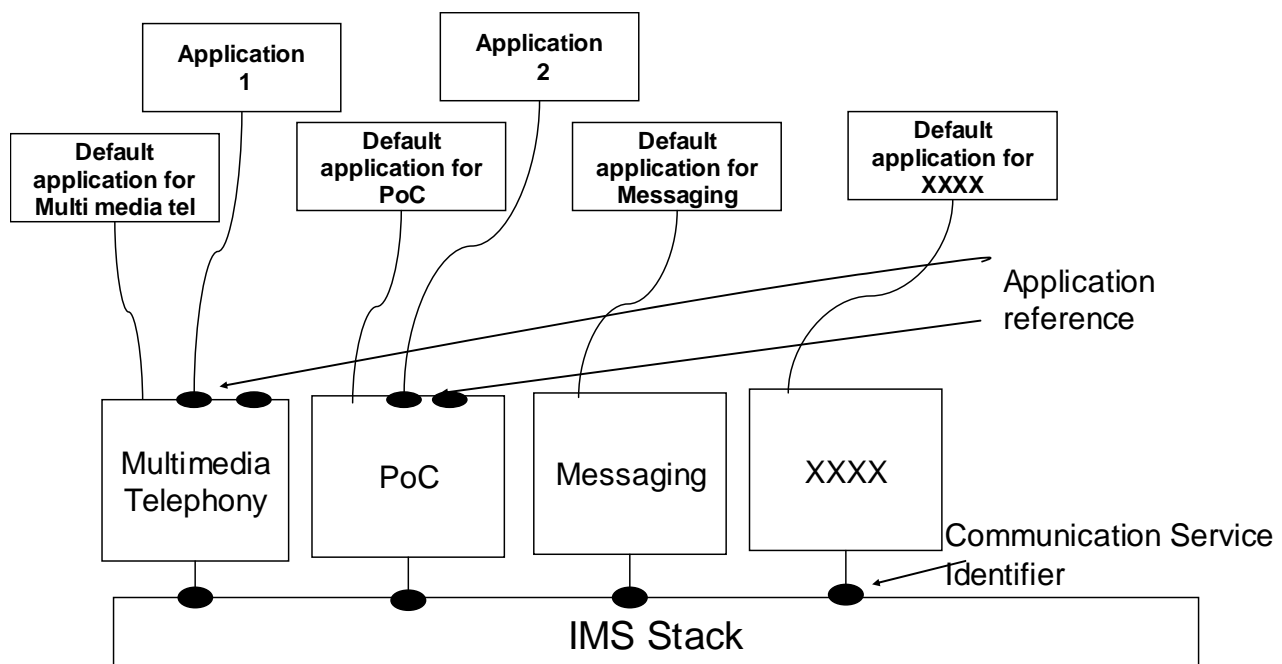 Application
1
Application
2
Default
application for
Multi media tel
Default
application for
PoC
Default
application for
Messaging
Default
application for
XXXX
Application
reference
Multimedia
Telephony
PoC
Messaging
XXXX
Communication Service
Identifier
IMS Stack